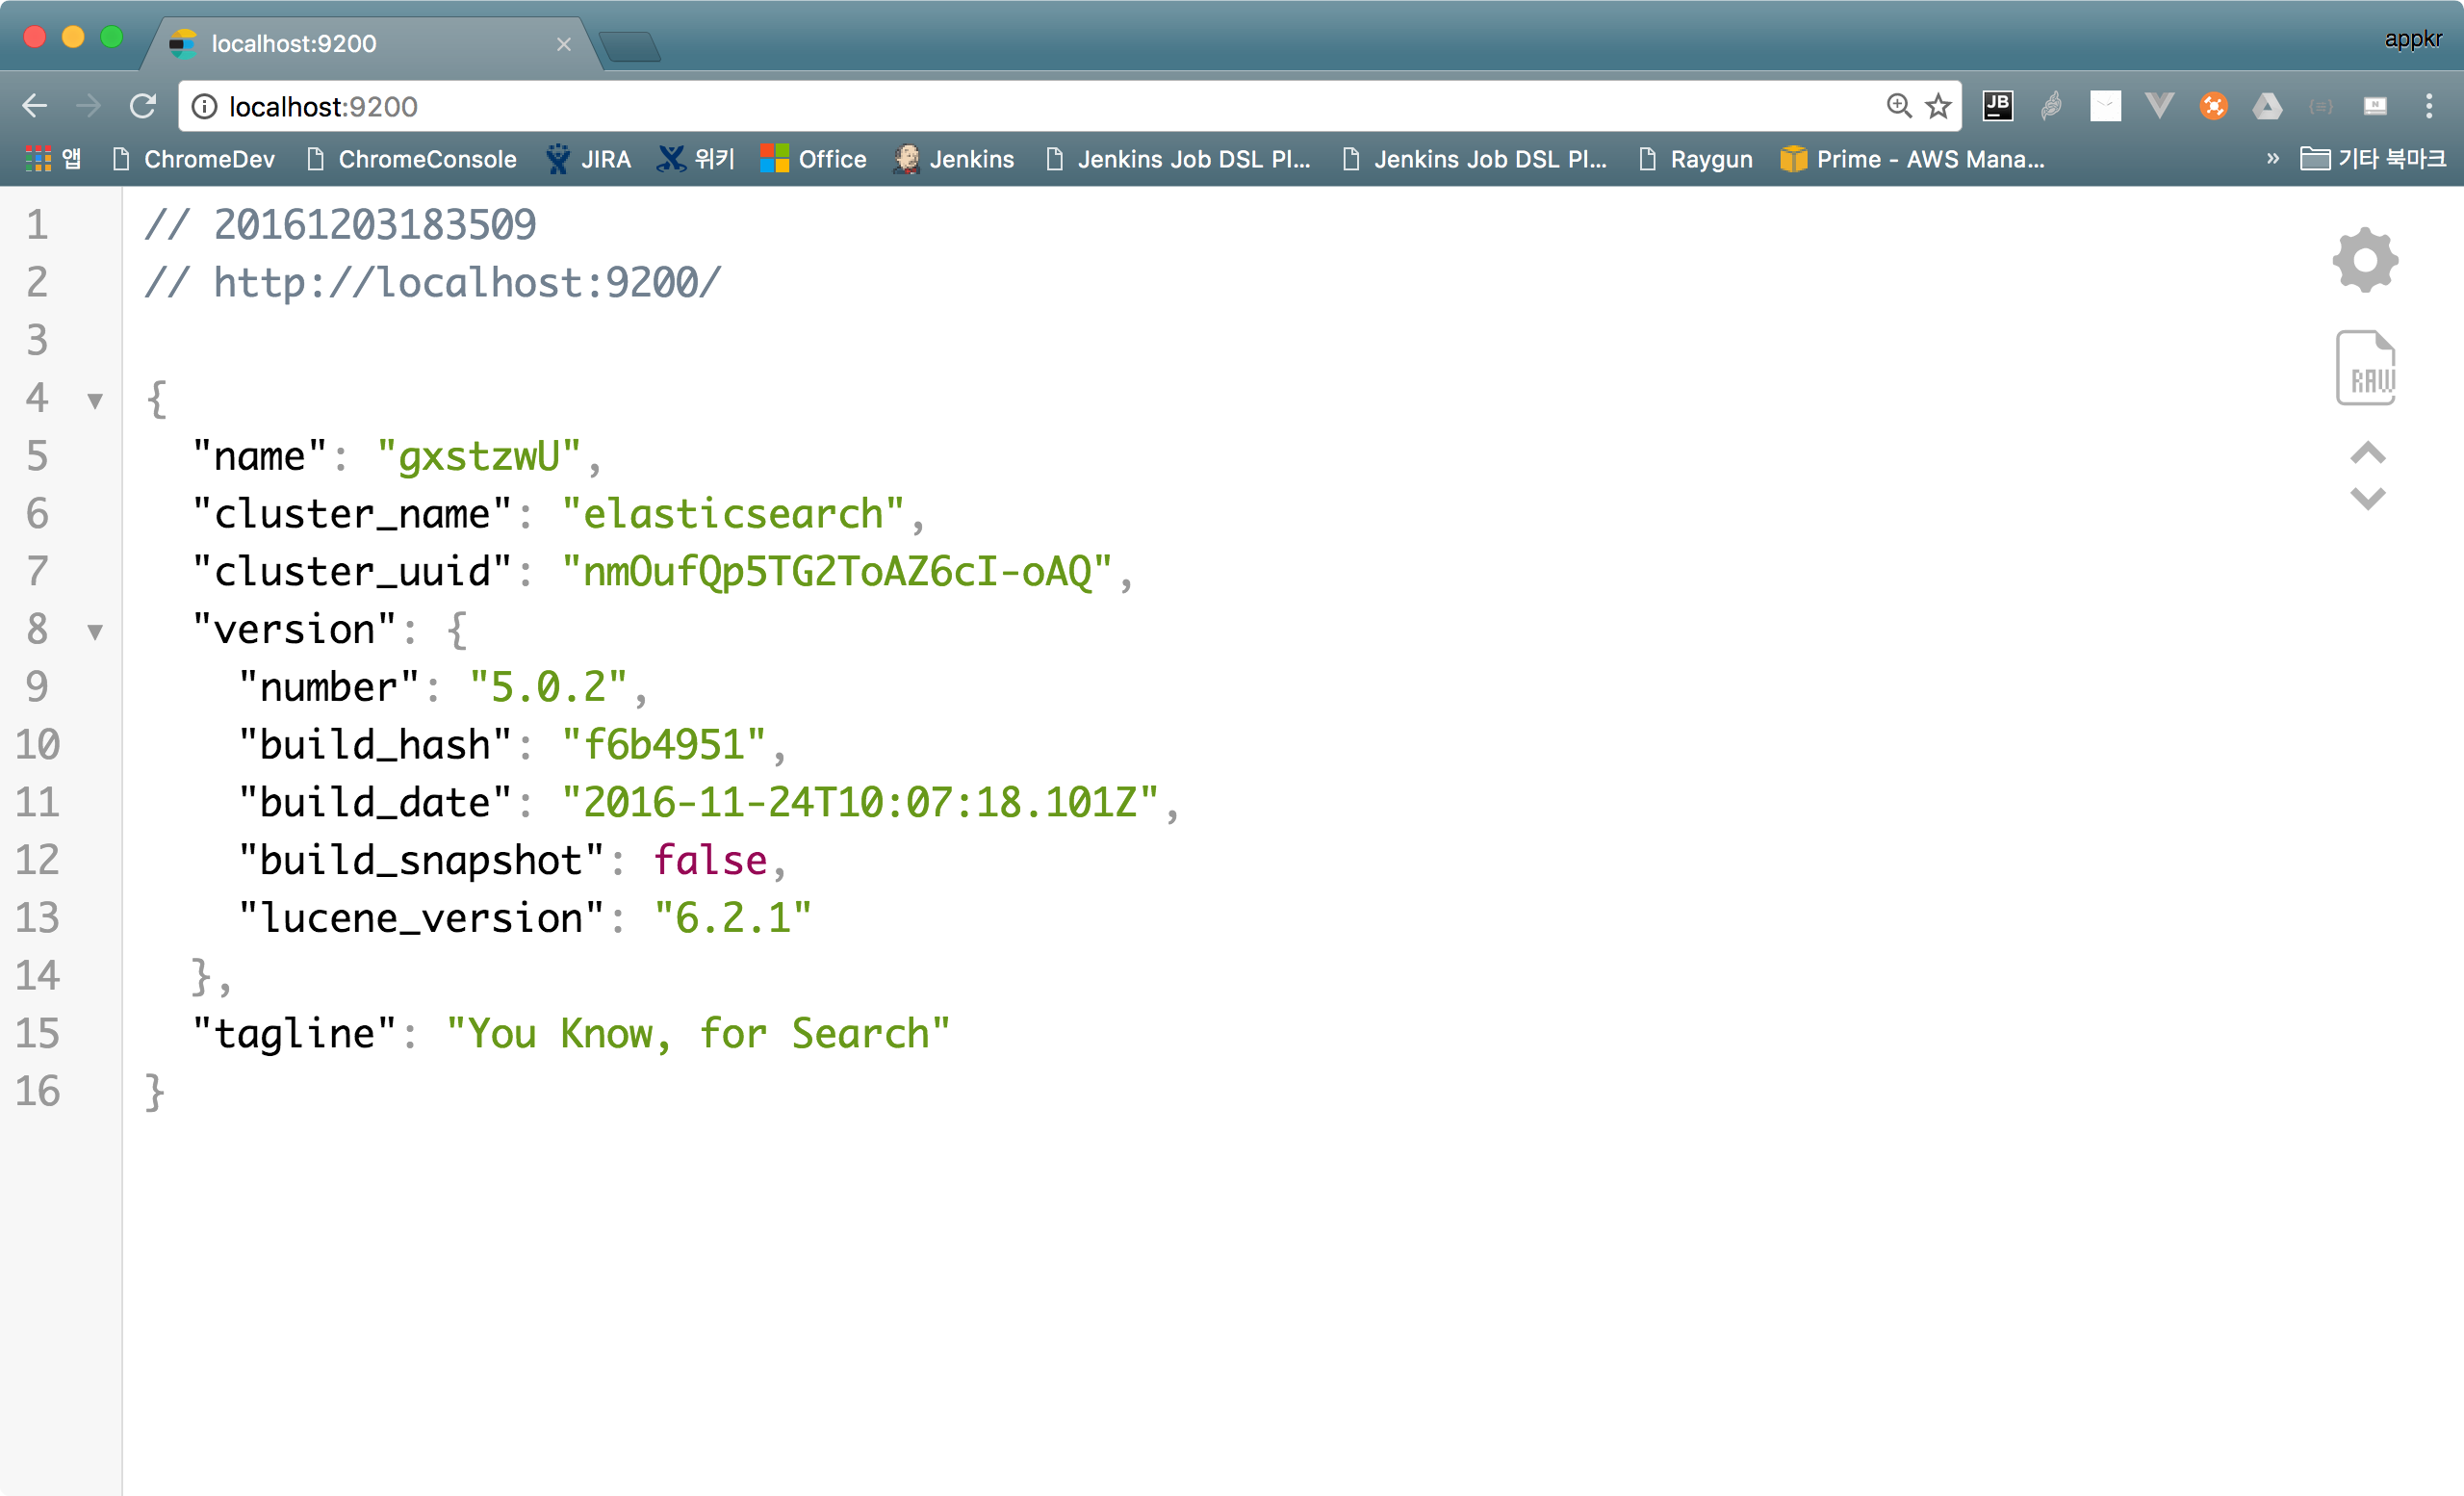 localhost:9200
appkr
localhost:9200
JB
앱 ChromeDev ChromeConsole JIRA 위키 Office Jenkins Jenkins Job DSL Pl... Jenkins Job DSL Pl... Raygun Prime - AWS Mana... » 기타 북마크
1 // 20161203183509
2 // http://localhost:9200/
3
4 {
5 "name": "gxstzwU",
6 "cluster_name": "elasticsearch",
7 "cluster_uuid": "nmOufQp5TG2ToAZ6cI-oAQ",
8 "version": {
9 "number": "5.0.2",
10 "build_hash": "f6b4951",
11 "build_date": "2016-11-24T10:07:18.101Z",
12 "build_snapshot": false,
13 "lucene_version": "6.2.1"
14 },
15 "tagline": "You Know, for Search"
16 }
RAW